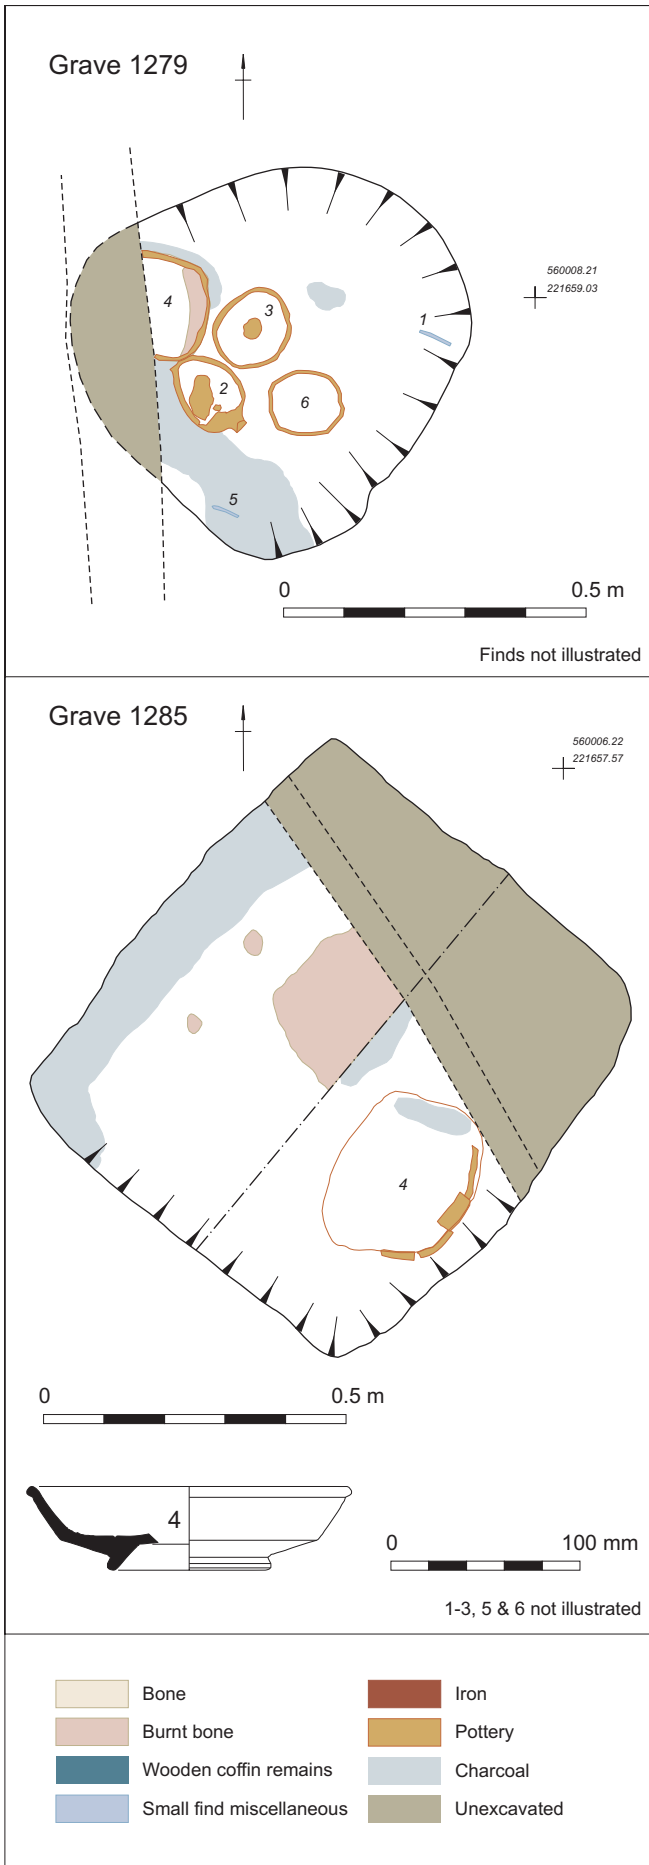 Grave 1279
560008.21
221659.03
4
3
1
2
6
5
0 0.5 m
Finds not illustrated
Grave 1285
560006.22
221657.57
4
0 0.5 m
4
0 100 mm
1-3, 5 & 6 not illustrated
Bone
Burnt bone
Wooden coffin remains
Small find miscellaneous
Iron
Pottery
Charcoal
Unexcavated